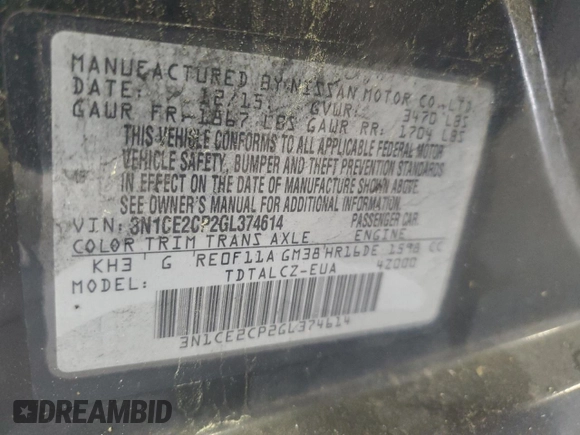 MANUFACTURED BY NISSAN MOTOR CO.,LTD.
DATE: 12/15 GVWR: 3470 LBS
GAWR FR: 1867 LBS GAWR RR: 1704 LBS
THIS VEHICLE CONFORMS TO ALL APPLICABLE FEDERAL MOTOR
VEHICLE SAFETY, BUMPER AND THEFT PREVENTION STANDARDS
IN EFFECT ON THE DATE OF MANUFACTURE SHOWN ABOVE.
SEE OWNER'S MANUAL FOR ADDITIONAL INFORMATION
VIN: 3N1CE2CP2GL374614 PASSENGER CAR
COLOR TRIM TRANS AXLE ENGINE
KH3 G RE0F11A GM38 HR16DE 1598 CC
MODEL: TDTALCZ-EUA 4Z000
3N1CE2CP2GL374614
DREAMBID